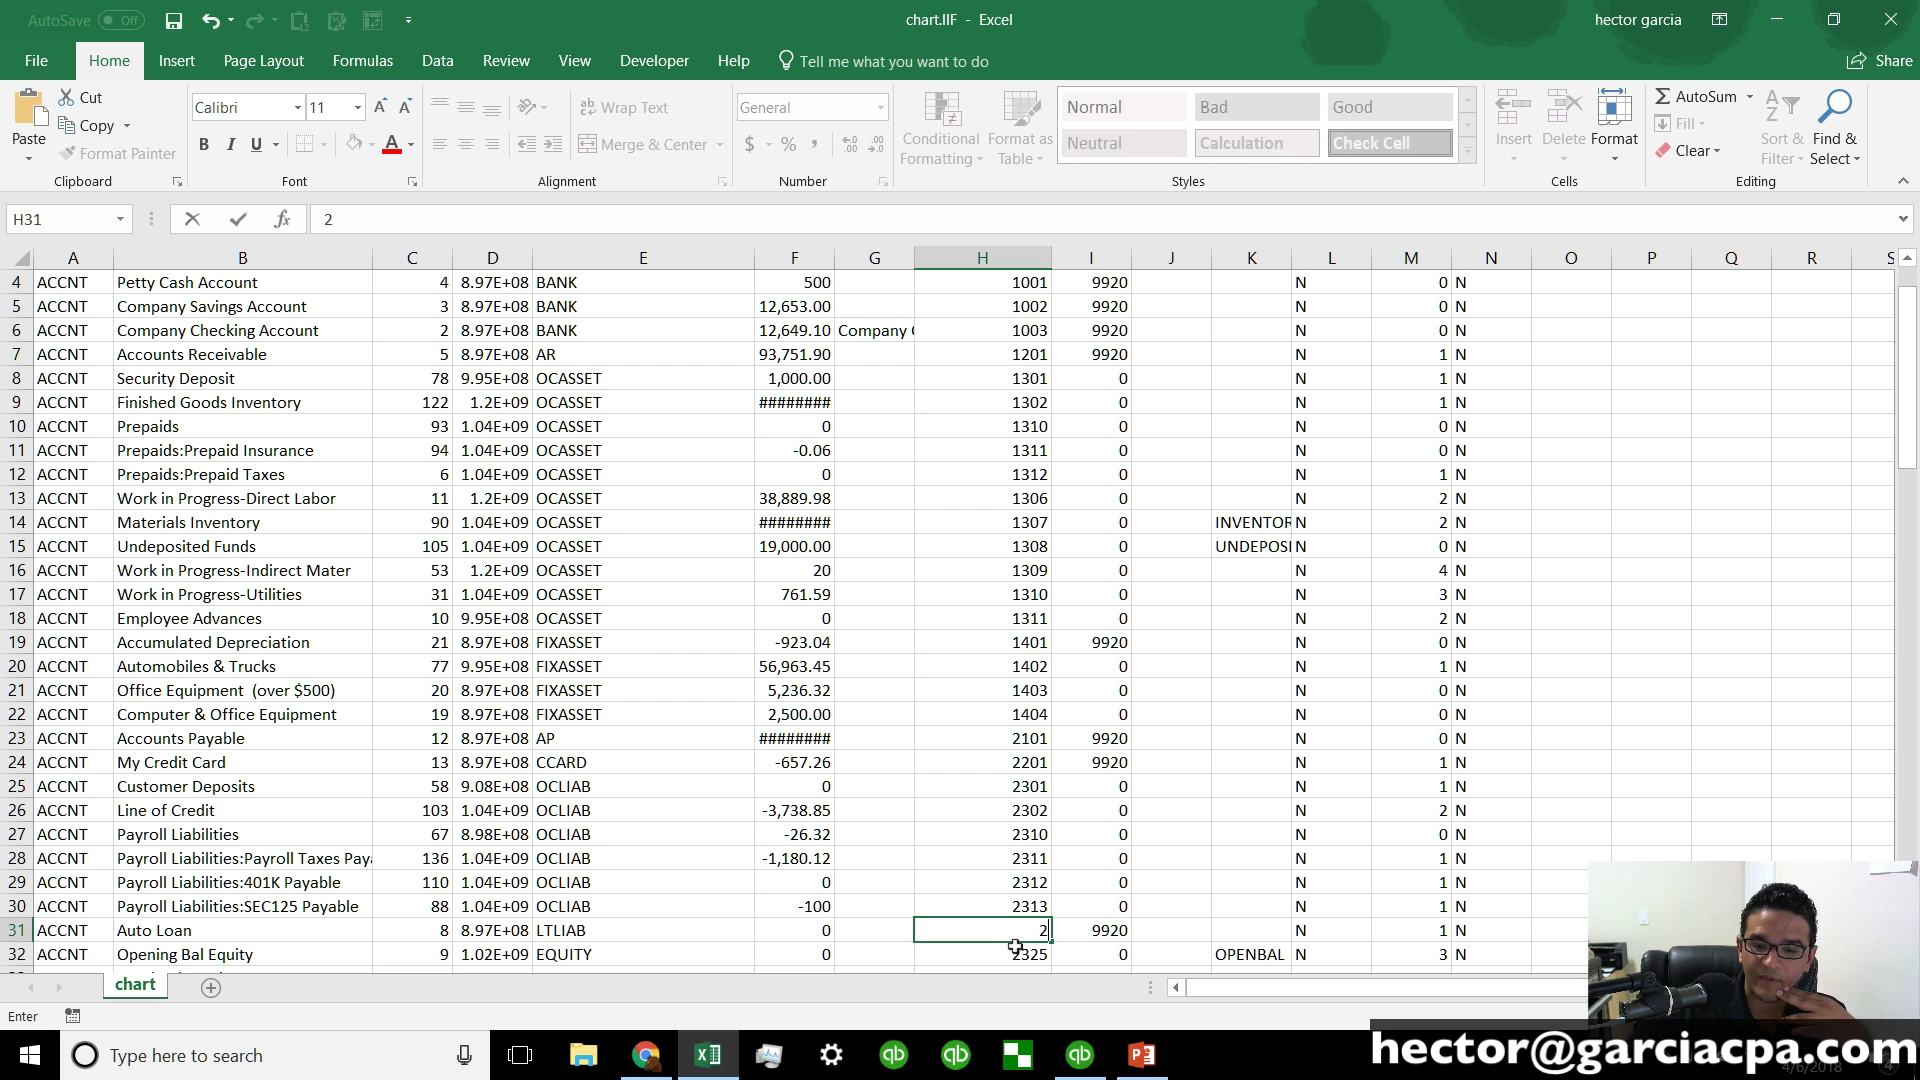 AutoSave Off
chart.IIF - Excel
hector garcia
File Home Insert Page Layout Formulas Data Review View Developer Help Tell me what you want to do Share
Paste Cut Copy Format Painter Clipboard
Calibri 11 B I U A Font
Wrap Text Merge & Center Alignment
General $ % , Number
Conditional Formatting Format as Table
Normal Bad Good
Neutral Calculation Check Cell
Styles
Insert Delete Format Cells
AutoSum Fill Clear Sort & Filter Find & Select Editing
H31 fx 2
A B C D E F G H I J K L M N O P Q R S
4 ACCNT Petty Cash Account 4 8.97E+08 BANK 500 1001 9920 N 0 N
5 ACCNT Company Savings Account 3 8.97E+08 BANK 12,653.00 1002 9920 N 0 N
6 ACCNT Company Checking Account 2 8.97E+08 BANK 12,649.10 Company 1003 9920 N 0 N
7 ACCNT Accounts Receivable 5 8.97E+08 AR 93,751.90 1201 9920 N 1 N
8 ACCNT Security Deposit 78 9.95E+08 OCASSET 1,000.00 1301 0 N 1 N
9 ACCNT Finished Goods Inventory 122 1.2E+09 OCASSET ######## 1302 0 N 1 N
10 ACCNT Prepaids 93 1.04E+09 OCASSET 0 1310 0 N 0 N
11 ACCNT Prepaids:Prepaid Insurance 94 1.04E+09 OCASSET -0.06 1311 0 N 0 N
12 ACCNT Prepaids:Prepaid Taxes 6 1.04E+09 OCASSET 0 1312 0 N 1 N
13 ACCNT Work in Progress-Direct Labor 11 1.2E+09 OCASSET 38,889.98 1306 0 N 2 N
14 ACCNT Materials Inventory 90 1.04E+09 OCASSET ######## 1307 0 INVENTOR N 2 N
15 ACCNT Undeposited Funds 105 1.04E+09 OCASSET 19,000.00 1308 0 UNDEPOSI N 0 N
16 ACCNT Work in Progress-Indirect Mater 53 1.2E+09 OCASSET 20 1309 0 N 4 N
17 ACCNT Work in Progress-Utilities 31 1.04E+09 OCASSET 761.59 1310 0 N 3 N
18 ACCNT Employee Advances 10 9.95E+08 OCASSET 0 1311 0 N 2 N
19 ACCNT Accumulated Depreciation 21 8.97E+08 FIXASSET -923.04 1401 9920 N 0 N
20 ACCNT Automobiles & Trucks 77 9.95E+08 FIXASSET 56,963.45 1402 0 N 1 N
21 ACCNT Office Equipment (over $500) 20 8.97E+08 FIXASSET 5,236.32 1403 0 N 0 N
22 ACCNT Computer & Office Equipment 19 8.97E+08 FIXASSET 2,500.00 1404 0 N 0 N
23 ACCNT Accounts Payable 12 8.97E+08 AP ######## 2101 9920 N 0 N
24 ACCNT My Credit Card 13 8.97E+08 CCARD -657.26 2201 9920 N 1 N
25 ACCNT Customer Deposits 58 9.08E+08 OCLIAB 0 2301 0 N 1 N
26 ACCNT Line of Credit 103 1.04E+09 OCLIAB -3,738.85 2302 0 N 2 N
27 ACCNT Payroll Liabilities 67 8.98E+08 OCLIAB -26.32 2310 0 N 0 N
28 ACCNT Payroll Liabilities:Payroll Taxes Pay 136 1.04E+09 OCLIAB -1,180.12 2311 0 N 1 N
29 ACCNT Payroll Liabilities:401K Payable 110 1.04E+09 OCLIAB 0 2312 0 N 1 N
30 ACCNT Payroll Liabilities:SEC125 Payable 88 1.04E+09 OCLIAB -100 2313 0 N 1 N
31 ACCNT Auto Loan 8 8.97E+08 LTLIAB 0 2 9920 N 1 N
32 ACCNT Opening Bal Equity 9 1.02E+09 EQUITY 0 2325 0 OPENBAL N 3 N
chart
Enter
Type here to search
hector@garciacpa.com
4/6/2018